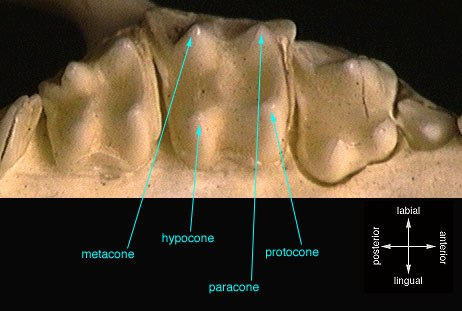 metacone
hypocone
paracone
protocone
labial
posterior
anterior
lingual